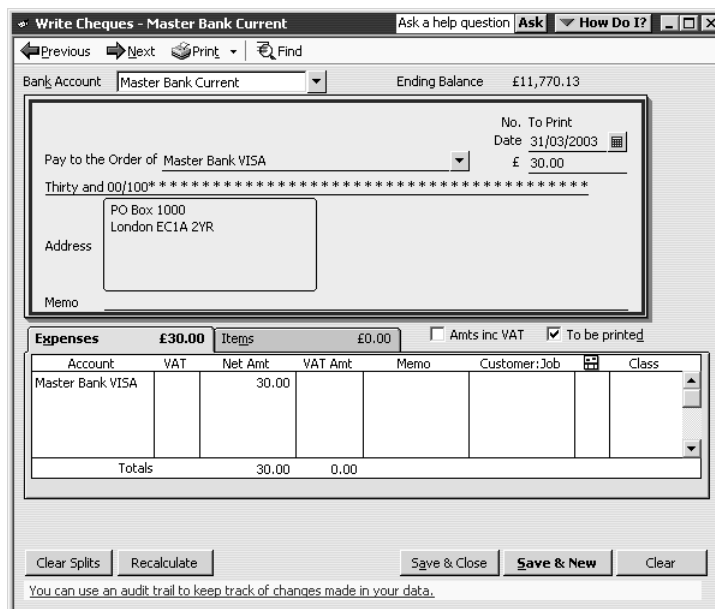 Write Cheques - Master Bank Current Ask a help question Ask How Do I?
Previous Next Print Find
Bank Account Master Bank Current Ending Balance £11,770.13
No. To Print
Date 31/03/2003
Pay to the Order of Master Bank VISA £ 30.00
Thirty and 00/100* * * * * * * * * * * * * * * * * * * * * * * * * * * * * * * * * * * * * * * * *
PO Box 1000
London EC1A 2YR
Address
Memo
Expenses £30.00 Items £0.00 Amts inc VAT To be printed
Account VAT Net Amt VAT Amt Memo Customer:Job Class
Master Bank VISA 30.00
Totals 30.00 0.00
Clear Splits Recalculate Save & Close Save & New Clear
You can use an audit trail to keep track of changes made in your data.